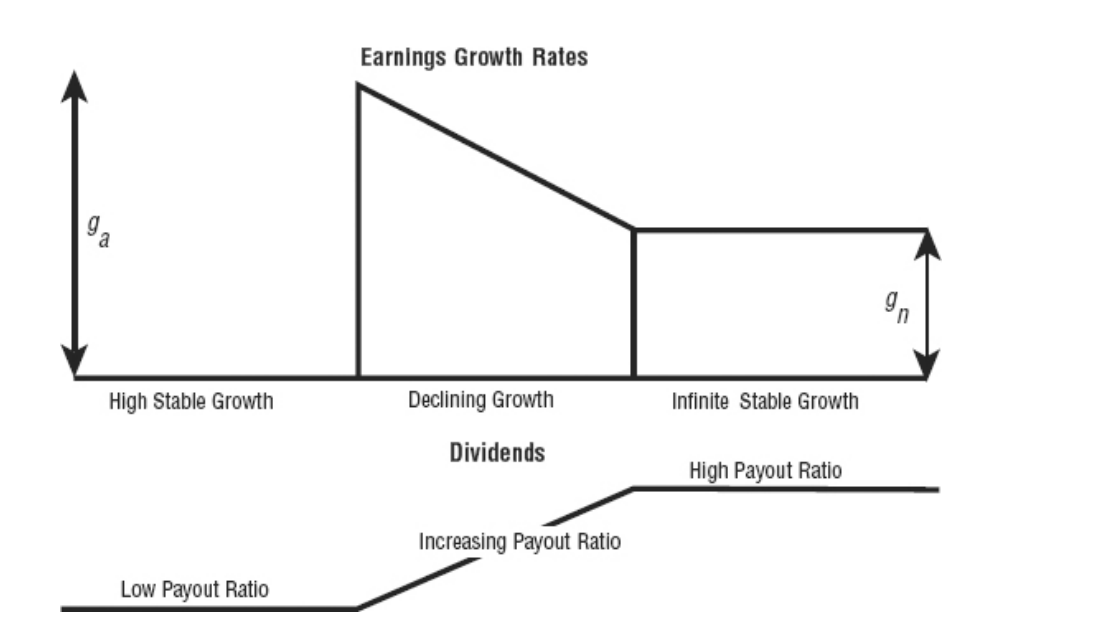 Earnings Growth Rates
g a
g n
High Stable Growth
Declining Growth
Infinite Stable Growth
Dividends
High Payout Ratio
Increasing Payout Ratio
Low Payout Ratio